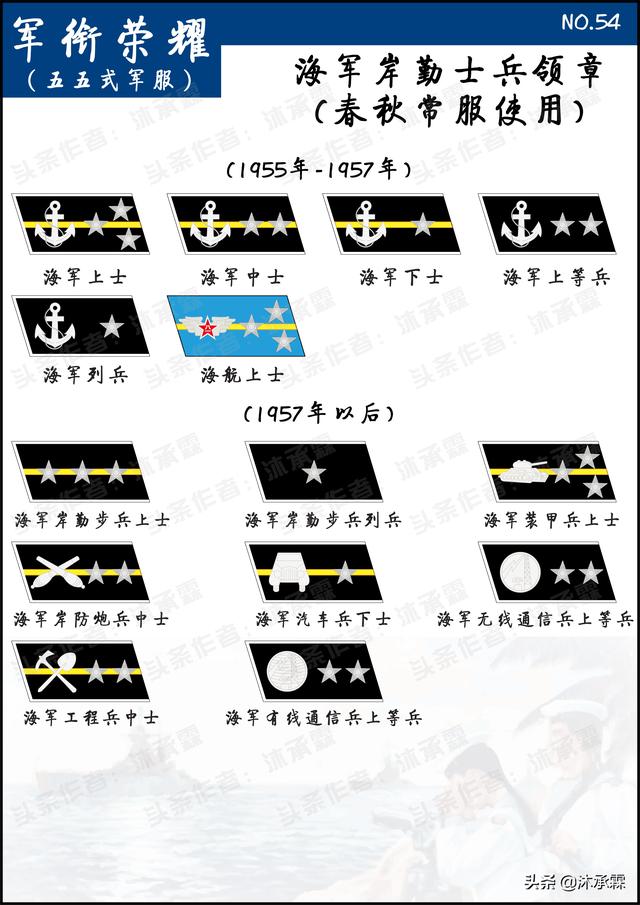 军衔荣耀
(五五式军服)
NO.54
海军岸勤士兵领章
(春秋常服使用)
(1955年-1957年)
海军上士 海军中士 海军下士 海军上等兵
海军列兵 海航上士
(1957年以后)
海军岸勤步兵上士 海军岸勤步兵列兵 海军装甲兵上士
海军岸防炮兵中士 海军汽车兵下士 海军无线通信兵上等兵
海军工程兵中士 海军有线通信兵上等兵
头条作者：沐承霖
头条 @沐承霖